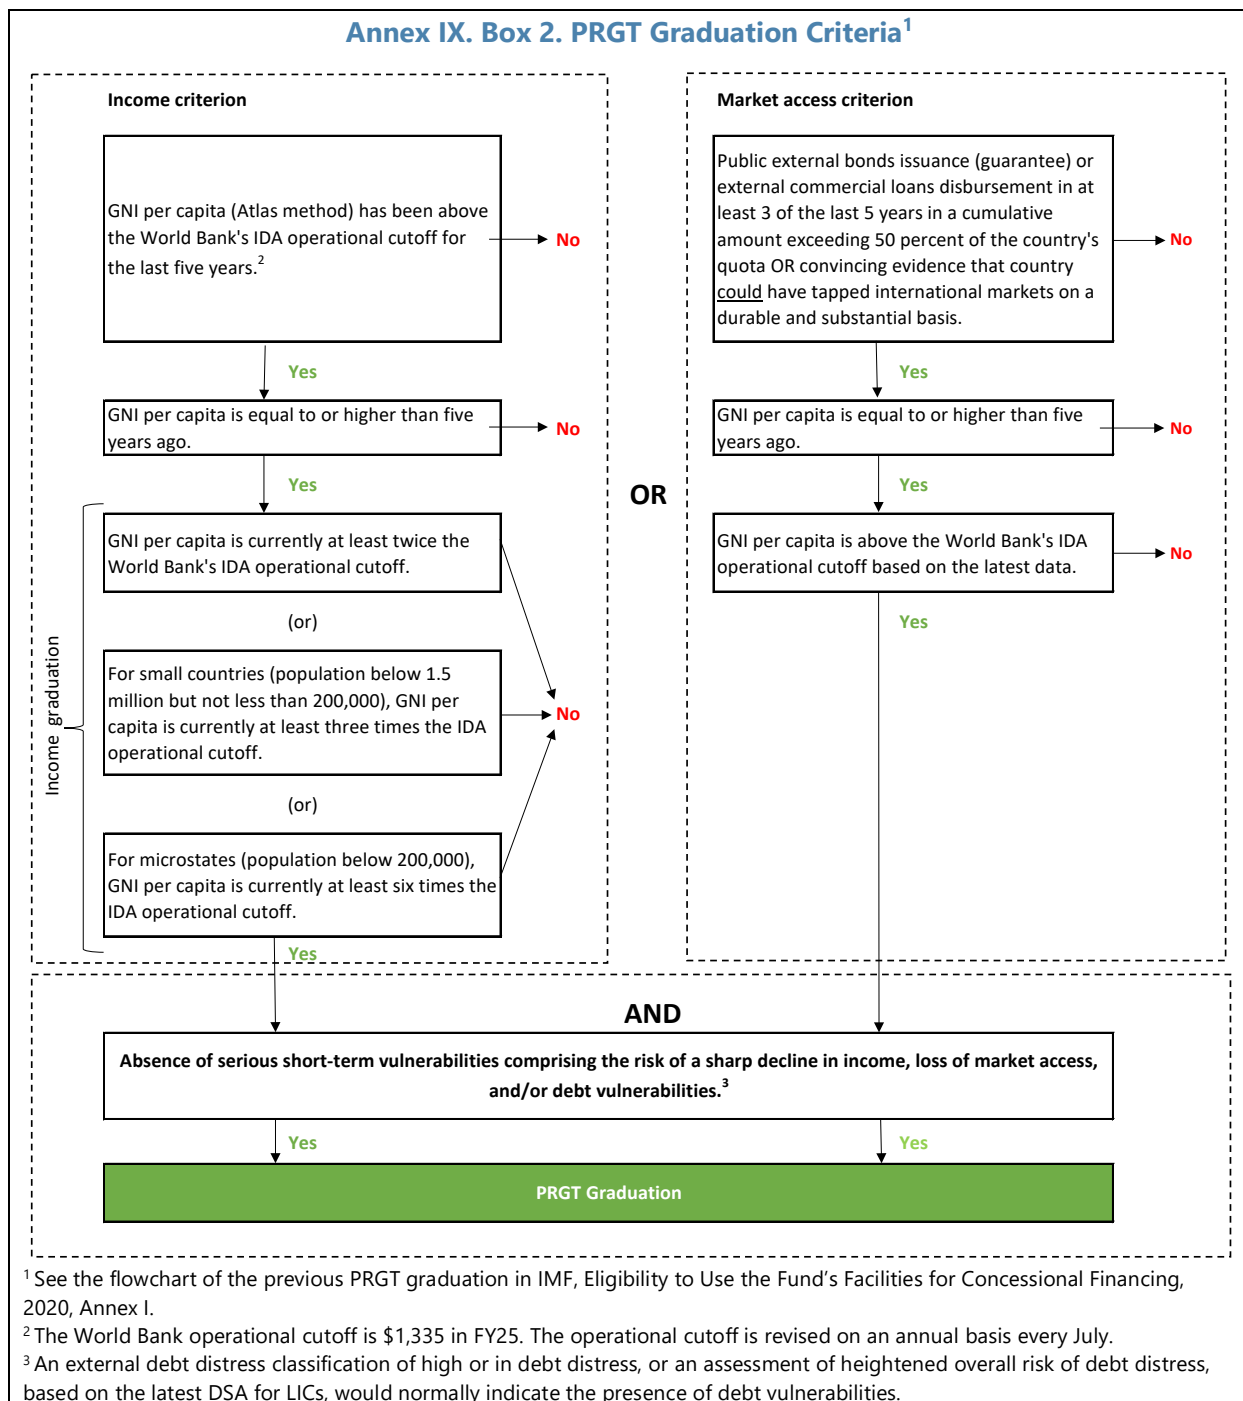 Annex IX. Box 2. PRGT Graduation Criteria1
Income criterion
GNI per capita (Atlas method) has been above
the World Bank's IDA operational cutoff for
the last five years.2
No
Yes
GNI per capita is equal to or higher than five
years ago.
No
Yes
Income graduation
GNI per capita is currently at least twice the
World Bank's IDA operational cutoff.
(or)
For small countries (population below 1.5
million but not less than 200,000), GNI per
capita is currently at least three times the IDA
operational cutoff.
No
(or)
For microstates (population below 200,000),
GNI per capita is currently at least six times the
IDA operational cutoff.
Yes
OR
Market access criterion
Public external bonds issuance (guarantee) or
external commercial loans disbursement in at
least 3 of the last 5 years in a cumulative
amount exceeding 50 percent of the country's
quota OR convincing evidence that country
could have tapped international markets on a
durable and substantial basis.
No
Yes
GNI per capita is equal to or higher than five
years ago.
No
Yes
GNI per capita is above the World Bank's IDA
operational cutoff based on the latest data.
No
Yes
AND
Absence of serious short-term vulnerabilities comprising the risk of a sharp decline in income, loss of market access,
and/or debt vulnerabilities.3
Yes
Yes
PRGT Graduation
1 See the flowchart of the previous PRGT graduation in IMF, Eligibility to Use the Fund's Facilities for Concessional Financing,
2020, Annex I.
2 The World Bank operational cutoff is $1,335 in FY25. The operational cutoff is revised on an annual basis every July.
3 An external debt distress classification of high or in debt distress, or an assessment of heightened overall risk of debt distress,
based on the latest DSA for LICs, would normally indicate the presence of debt vulnerabilities.